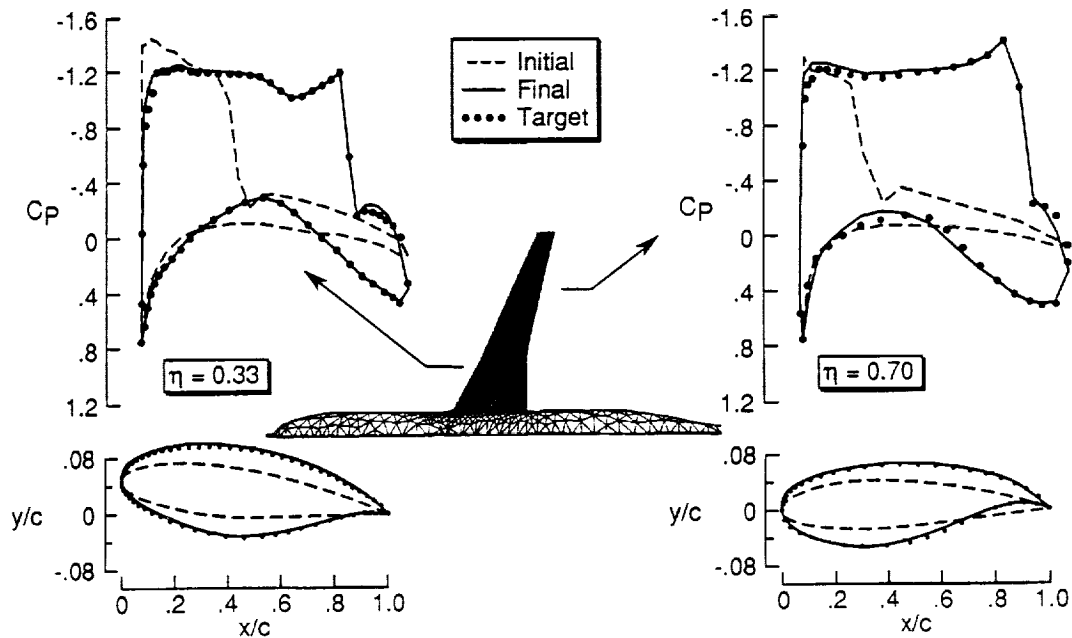 -1.6
-1.2
-.8
-.4
0
.4
.8
1.2
CP
η = 0.33
Initial
Final
Target
-1.6
-1.2
-.8
-.4
0
.4
.8
1.2
CP
η = 0.70
.08
0
-.08
y/c
0 .2 .4 .6 .8 1.0
x/c
.08
0
-.08
y/c
0 .2 .4 .6 .8 1.0
x/c